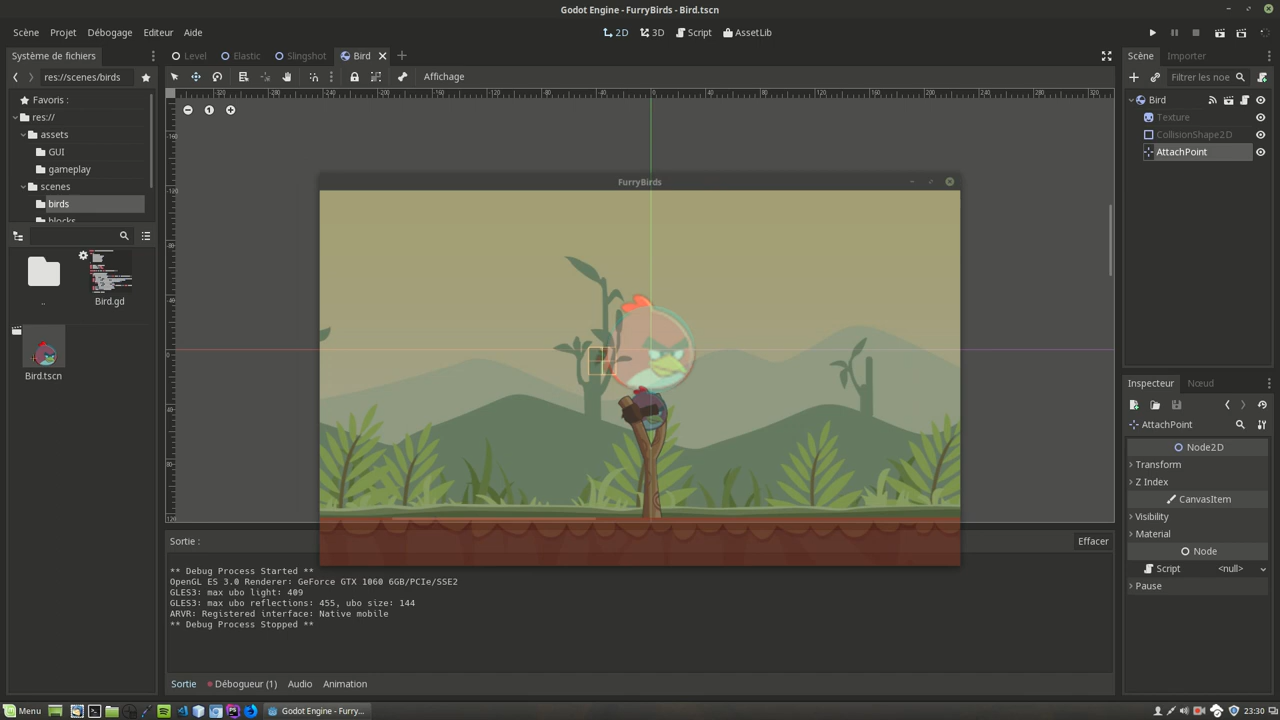 Godot Engine - FurryBirds - Bird.tscn
Scène Projet Débogage Editeur Aide
2D 3D Script AssetLib
Système de fichiers
Level Elastic Slingshot Bird
Scène Importer
res://scenes/birds
Affichage
Filtrer les noe
Favoris :
res://
assets
GUI
gameplay
scenes
birds
blocks
Bird
Texture
CollisionShape2D
AttachPoint
FurryBirds
..
Bird.gd
Bird.tscn
Inspecteur Nœud
AttachPoint
Node2D
Transform
Z Index
CanvasItem
Visibility
Material
Node
Script <null>
Pause
Sortie :
Effacer
** Debug Process Started **
OpenGL ES 3.0 Renderer: GeForce GTX 1060 6GB/PCIe/SSE2
GLES3: max ubo light: 409
GLES3: max ubo reflections: 455, ubo size: 144
ARVR: Registered interface: Native mobile
** Debug Process Stopped **
Sortie Débogueur (1) Audio Animation
Menu
Godot Engine - Furry...
23:30